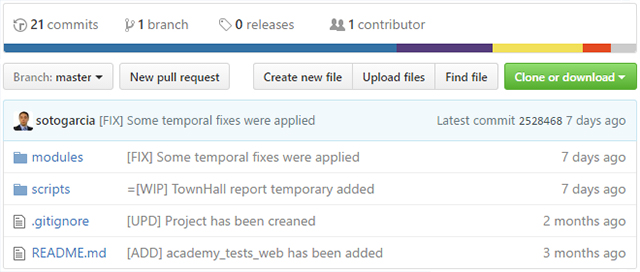 21 commits 1 branch 0 releases 1 contributor
Branch: master New pull request Create new file Upload files Find file Clone or download
sotogarcia [FIX] Some temporal fixes were applied Latest commit 2528468 7 days ago
modules [FIX] Some temporal fixes were applied 7 days ago
scripts =[WIP] TownHall report temporary added 7 days ago
.gitignore [UPD] Project has been creaned 2 months ago
README.md [ADD] academy_tests_web has been added 3 months ago